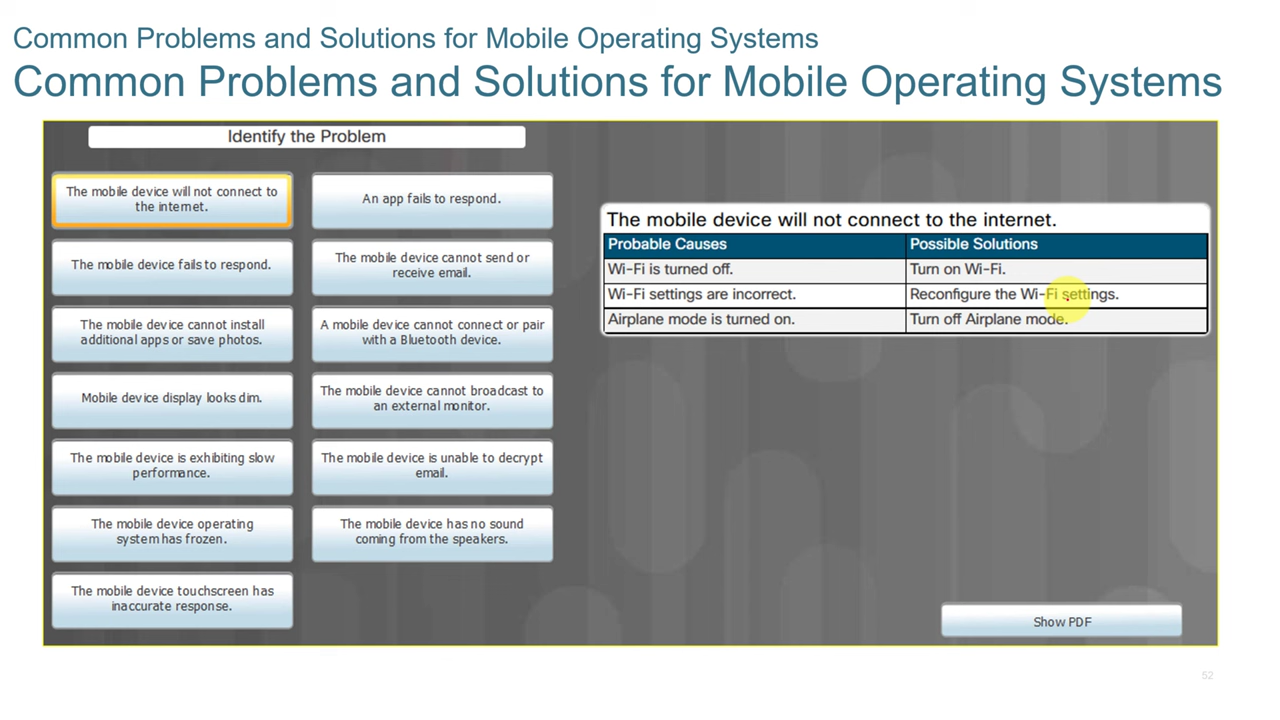 Common Problems and Solutions for Mobile Operating Systems
Common Problems and Solutions for Mobile Operating Systems
Identify the Problem
The mobile device will not connect to
the internet.
An app fails to respond.
The mobile device fails to respond.
The mobile device cannot send or
receive email.
The mobile device cannot install
additional apps or save photos.
A mobile device cannot connect or pair
with a Bluetooth device.
Mobile device display looks dim.
The mobile device cannot broadcast to
an external monitor.
The mobile device is exhibiting slow
performance.
The mobile device is unable to decrypt
email.
The mobile device operating
system has frozen.
The mobile device has no sound
coming from the speakers.
The mobile device touchscreen has
inaccurate response.
The mobile device will not connect to the internet.
Probable Causes Possible Solutions
Wi-Fi is turned off. Turn on Wi-Fi.
Wi-Fi settings are incorrect. Reconfigure the Wi-Fi settings.
Airplane mode is turned on. Turn off Airplane mode.
Show PDF
52